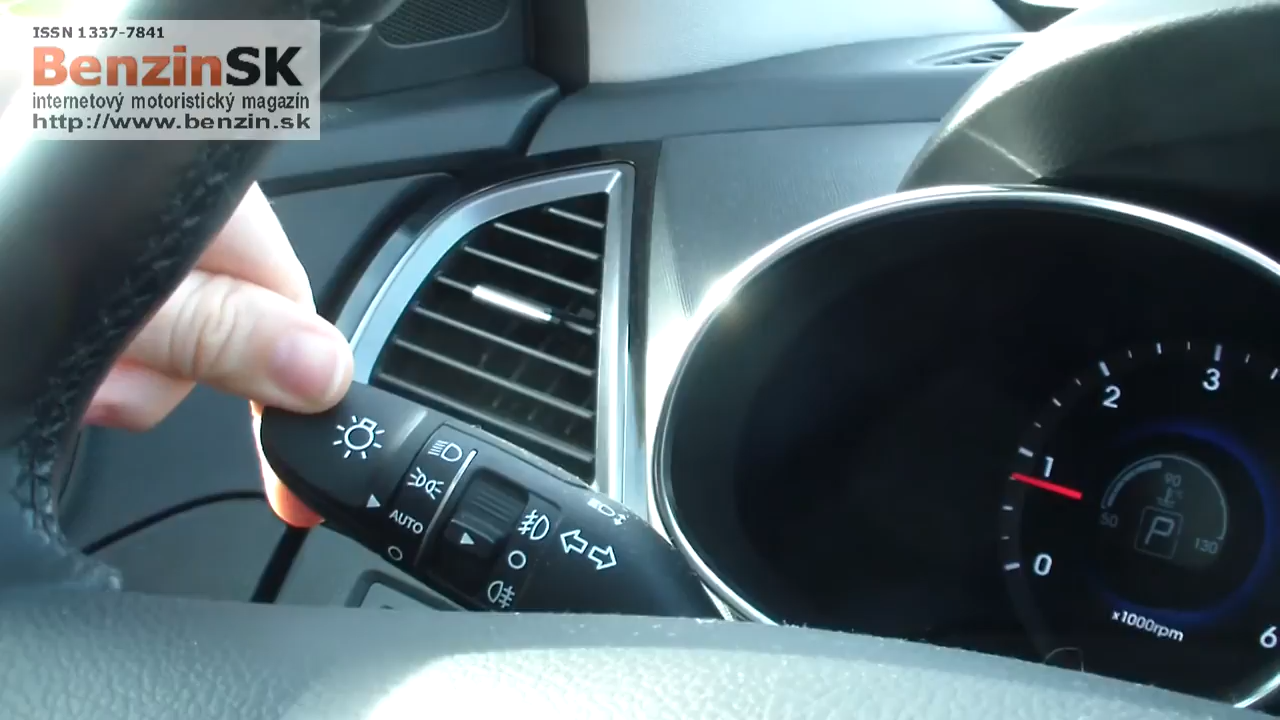 ISSN 1337-7841
BenzinSK
internetový motoristický magazín
http://www.benzin.sk
AUTO
0
1
2
3
6
50
90
130
P
x1000rpm